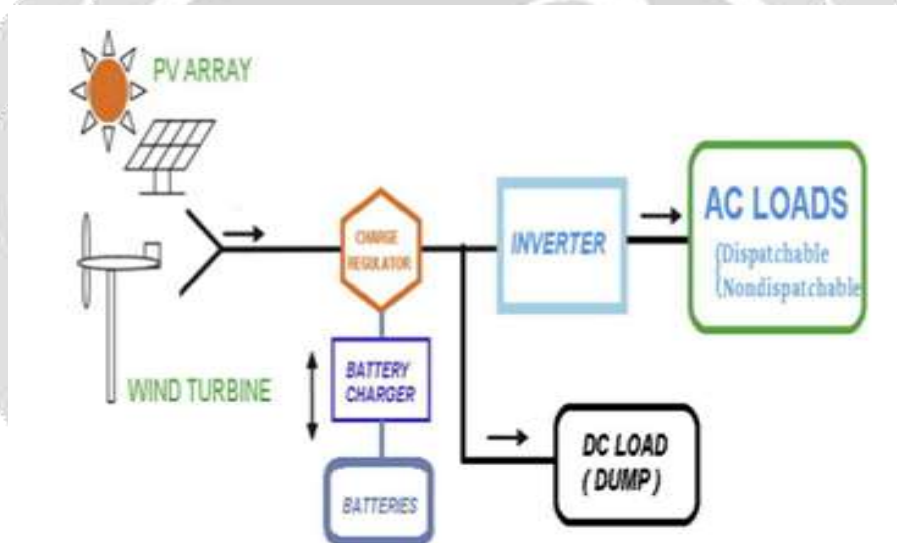 PV ARRAY
WIND TURBINE
CHARGE
REGULATOR
BATTERY
CHARGER
BATTERIES
INVERTER
AC LOADS
{Dispatchable
{Nondispatchable
DC LOAD
( DUMP )